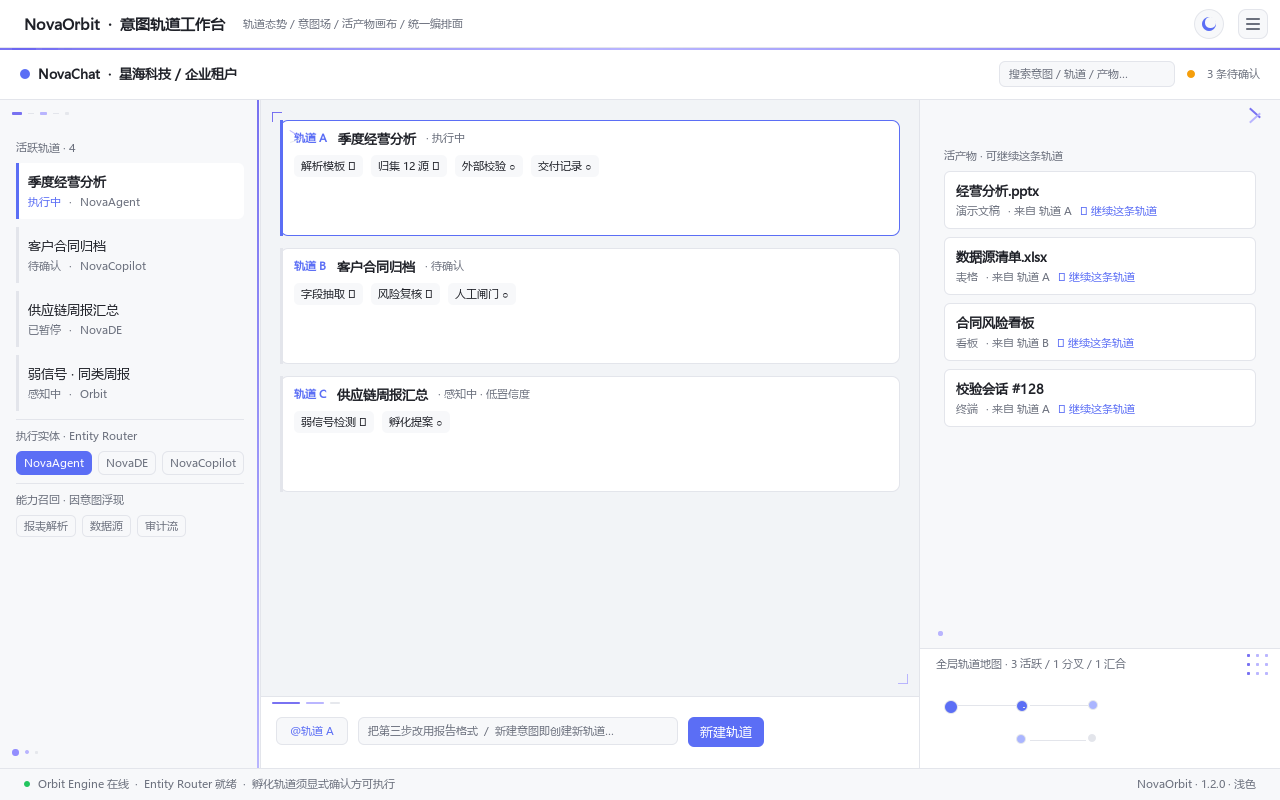 NovaOrbit · 意图轨道工作台
轨道态势 / 意图场 / 活产物画布 / 统一编排面
NovaChat · 星海科技 / 企业租户
搜索意图 / 轨道 / 产物...
3 条待确认
活跃轨道 · 4
季度经营分析
执行中 · NovaAgent
客户合同归档
待确认 · NovaCopilot
供应链周报汇总
已暂停 · NovaDE
弱信号 · 同类周报
感知中 · Orbit
执行实体 · Entity Router
NovaAgent
NovaDE
NovaCopilot
能力召回 · 因意图浮现
报表解析
数据源
审计流
轨道 A 季度经营分析 · 执行中
解析模板
归集 12 源
外部校验 ○
交付记录 ○
轨道 B 客户合同归档 · 待确认
字段抽取
风险复核
人工闸门 ○
轨道 C 供应链周报汇总 · 感知中 · 低置信度
弱信号检测
孵化提案 ○
@轨道 A
把第三步改用报告格式 / 新建意图即创建新轨道...
新建轨道
活产物 · 可继续这条轨道
经营分析.pptx
演示文稿 · 来自 轨道 A 继续这条轨道
数据源清单.xlsx
表格 · 来自 轨道 A 继续这条轨道
合同风险看板
看板 · 来自 轨道 B 继续这条轨道
校验会话 #128
终端 · 来自 轨道 A 继续这条轨道
全局轨道地图 · 3 活跃 / 1 分叉 / 1 汇合
Orbit Engine 在线 · Entity Router 就绪 · 孵化轨道须显式确认方可执行
NovaOrbit · 1.2.0 · 浅色